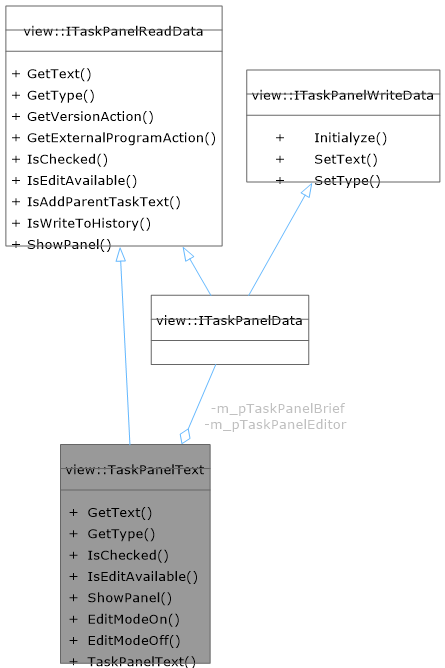 view::ITaskPanelReadData
+ GetText()
+ GetType()
+ GetVersionAction()
+ GetExternalProgramAction()
+ IsChecked()
+ IsEditAvailable()
+ IsAddParentTaskText()
+ IsWriteToHistory()
+ ShowPanel()
view::ITaskPanelWriteData
+ Initialyze()
+ SetText()
+ SetType()
view::ITaskPanelData
-m_pTaskPanelBrief
-m_pTaskPanelEditor
view::TaskPanelText
+ GetText()
+ GetType()
+ IsChecked()
+ IsEditAvailable()
+ ShowPanel()
+ EditModeOn()
+ EditModeOff()
+ TaskPanelText()